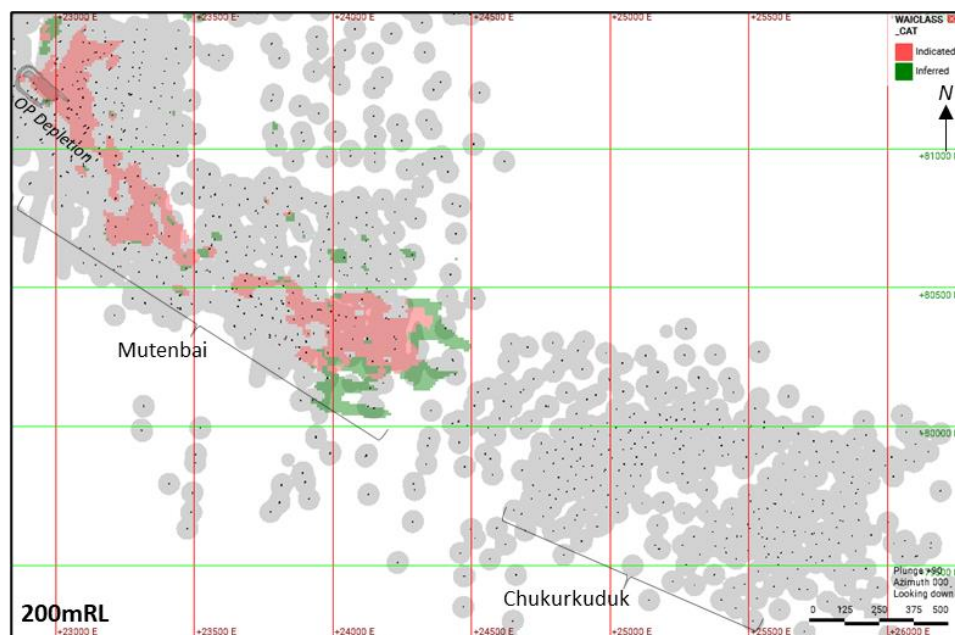 +23000 E +23500 E +24000 E +24500 E +25000 E +25500 E +26000 E
WAICLASS
_CAT
Indicated
Inferred
N
OP Depletion
+81000
+80500
Mutenbai
+80000
Chukurkuduk
Plunge +90
Azimuth 000
Looking down
0 125 250 375 500
200mRL
+23000 E +23500 E +24000 E +24500 E +25000 E +25500 E +26000 E